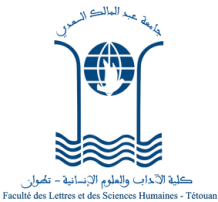 جامعة عبد المالك السعدي
كلية الآداب والعلوم الإنسانية - تطوان
Faculté des Lettres et des Sciences Humaines - Tétouan